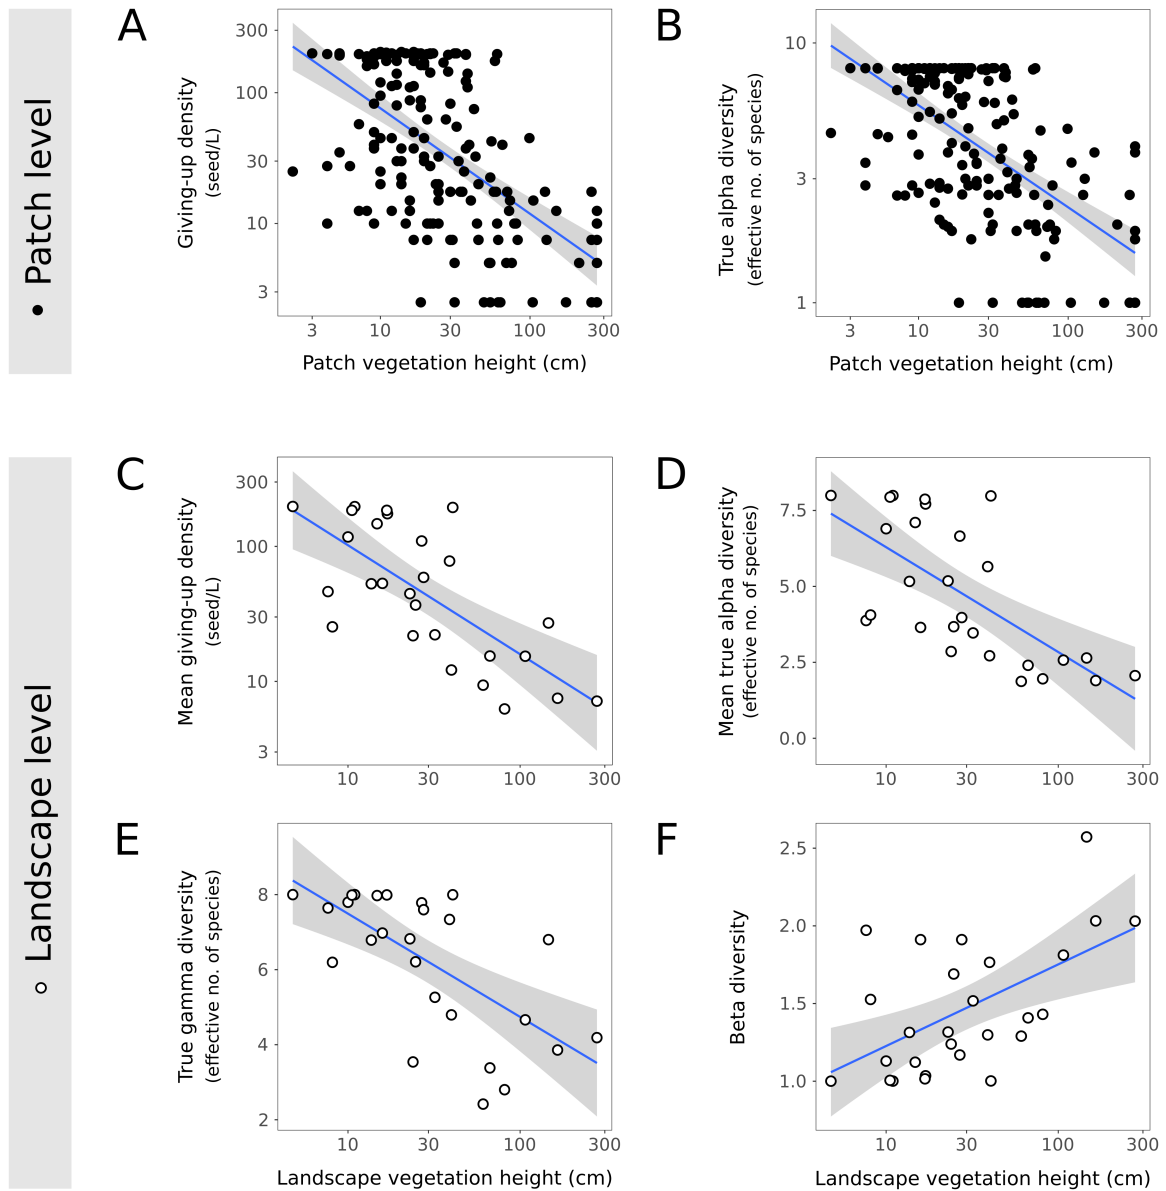 Patch level
A
Giving-up density
(seed/L)
300
100
30
10
3
3 10 30 100 300
Patch vegetation height (cm)
B
True alpha diversity
(effective no. of species)
10
3
1
3 10 30 100 300
Patch vegetation height (cm)
Landscape level
C
Mean giving-up density
(seed/L)
300
100
30
10
3
10 30 100 300
D
Mean true alpha diversity
(effective no. of species)
7.5
5.0
2.5
0.0
10 30 100 300
E
True gamma diversity
(effective no. of species)
8
6
4
2
10 30 100 300
Landscape vegetation height (cm)
F
Beta diversity
2.5
2.0
1.5
1.0
10 30 100 300
Landscape vegetation height (cm)